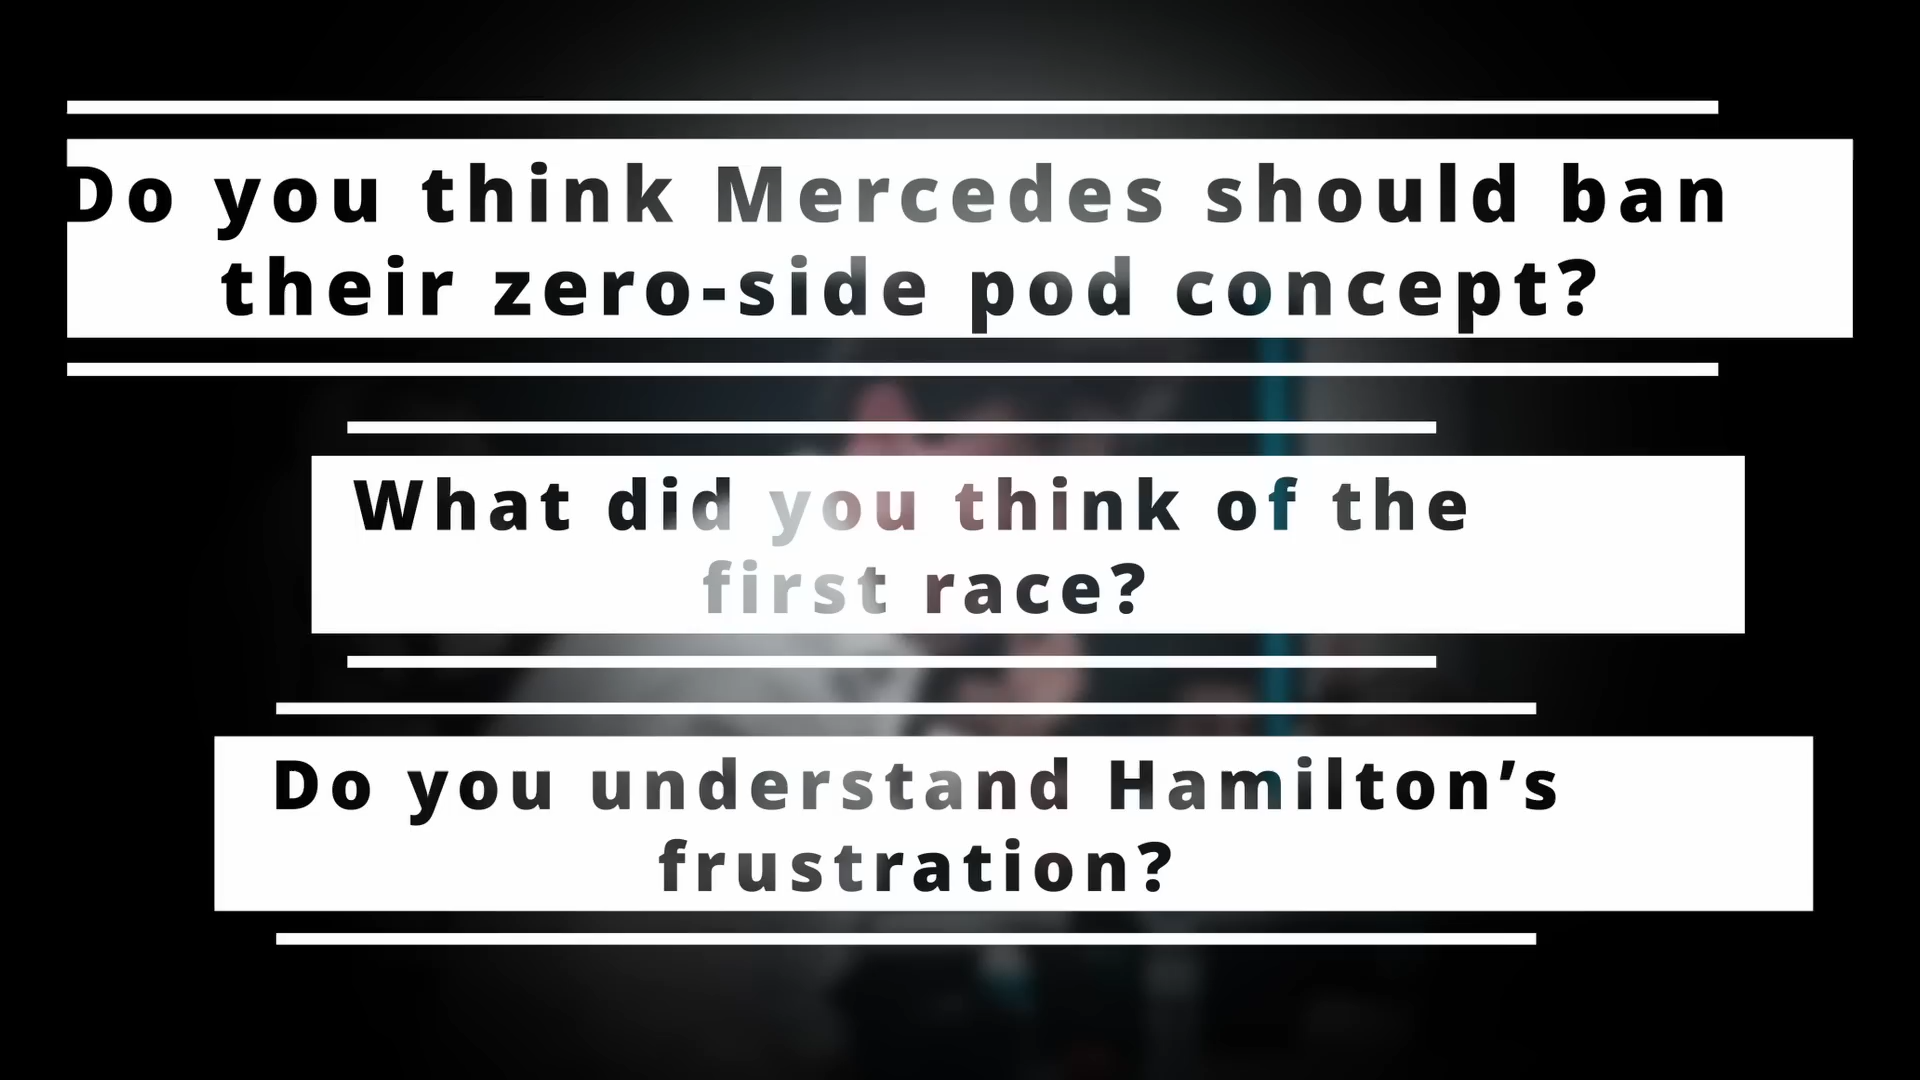 Do you think Mercedes should ban
their zero-side pod concept?
What did you think of the
first race?
Do you understand Hamilton’s
frustration?